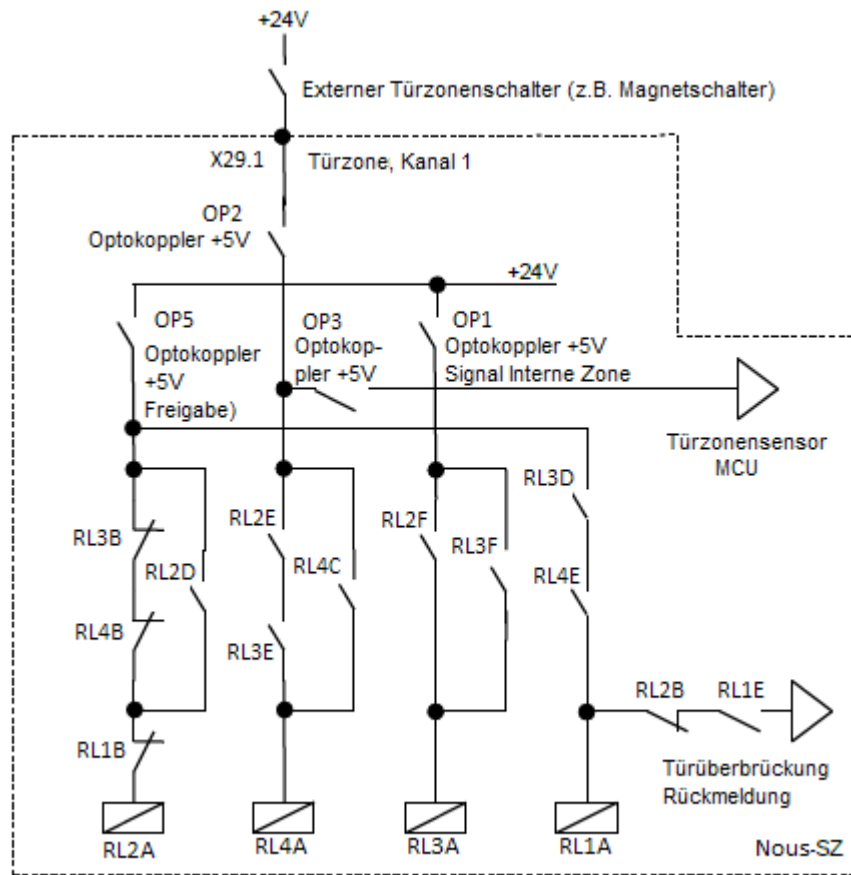 +24V
Externer Türzonenschalter (z.B. Magnetschalter)
X29.1
Türzone, Kanal 1
OP2
Optokoppler +5V
+24V
OP5
Optokoppler
+5V
Freigabe)
OP3
Optokop-
ppler +5V
OP1
Optokoppler +5V
Signal Interne Zone
Türzonensensor
MCU
RL3B
RL2D
RL4B
RL1B
RL2E
RL4C
RL3E
RL2F
RL3F
RL3D
RL4E
RL2B
RL1E
Türüberbrückung
Rückmeldung
RL2A
RL4A
RL3A
RL1A
Nous-SZ